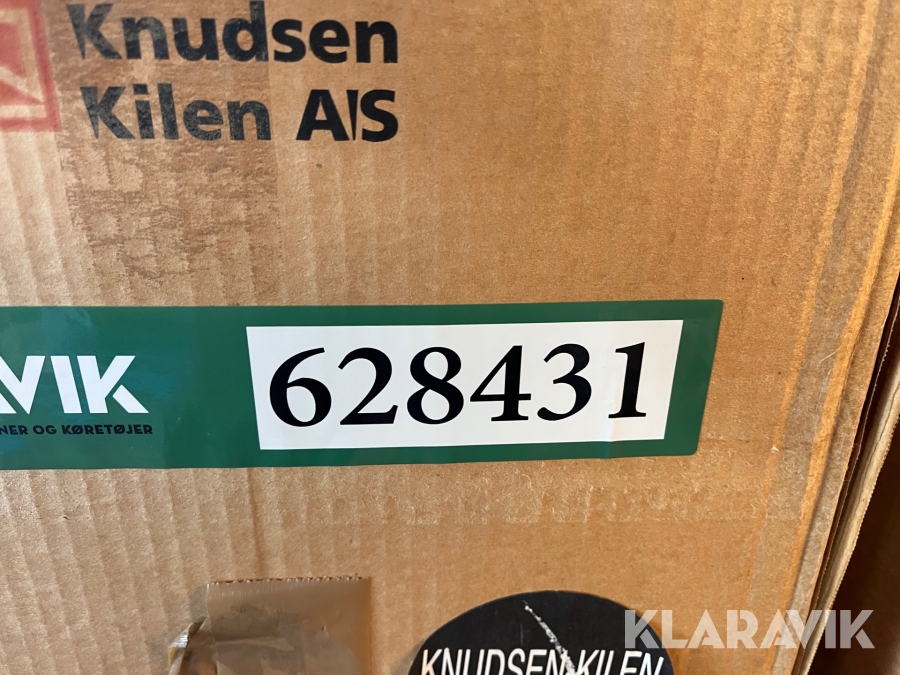 Knudsen
Kilen A/S
VIK
628431
NER OG KØRETØJER
KNUDSEN KILEN
KLARAVIK